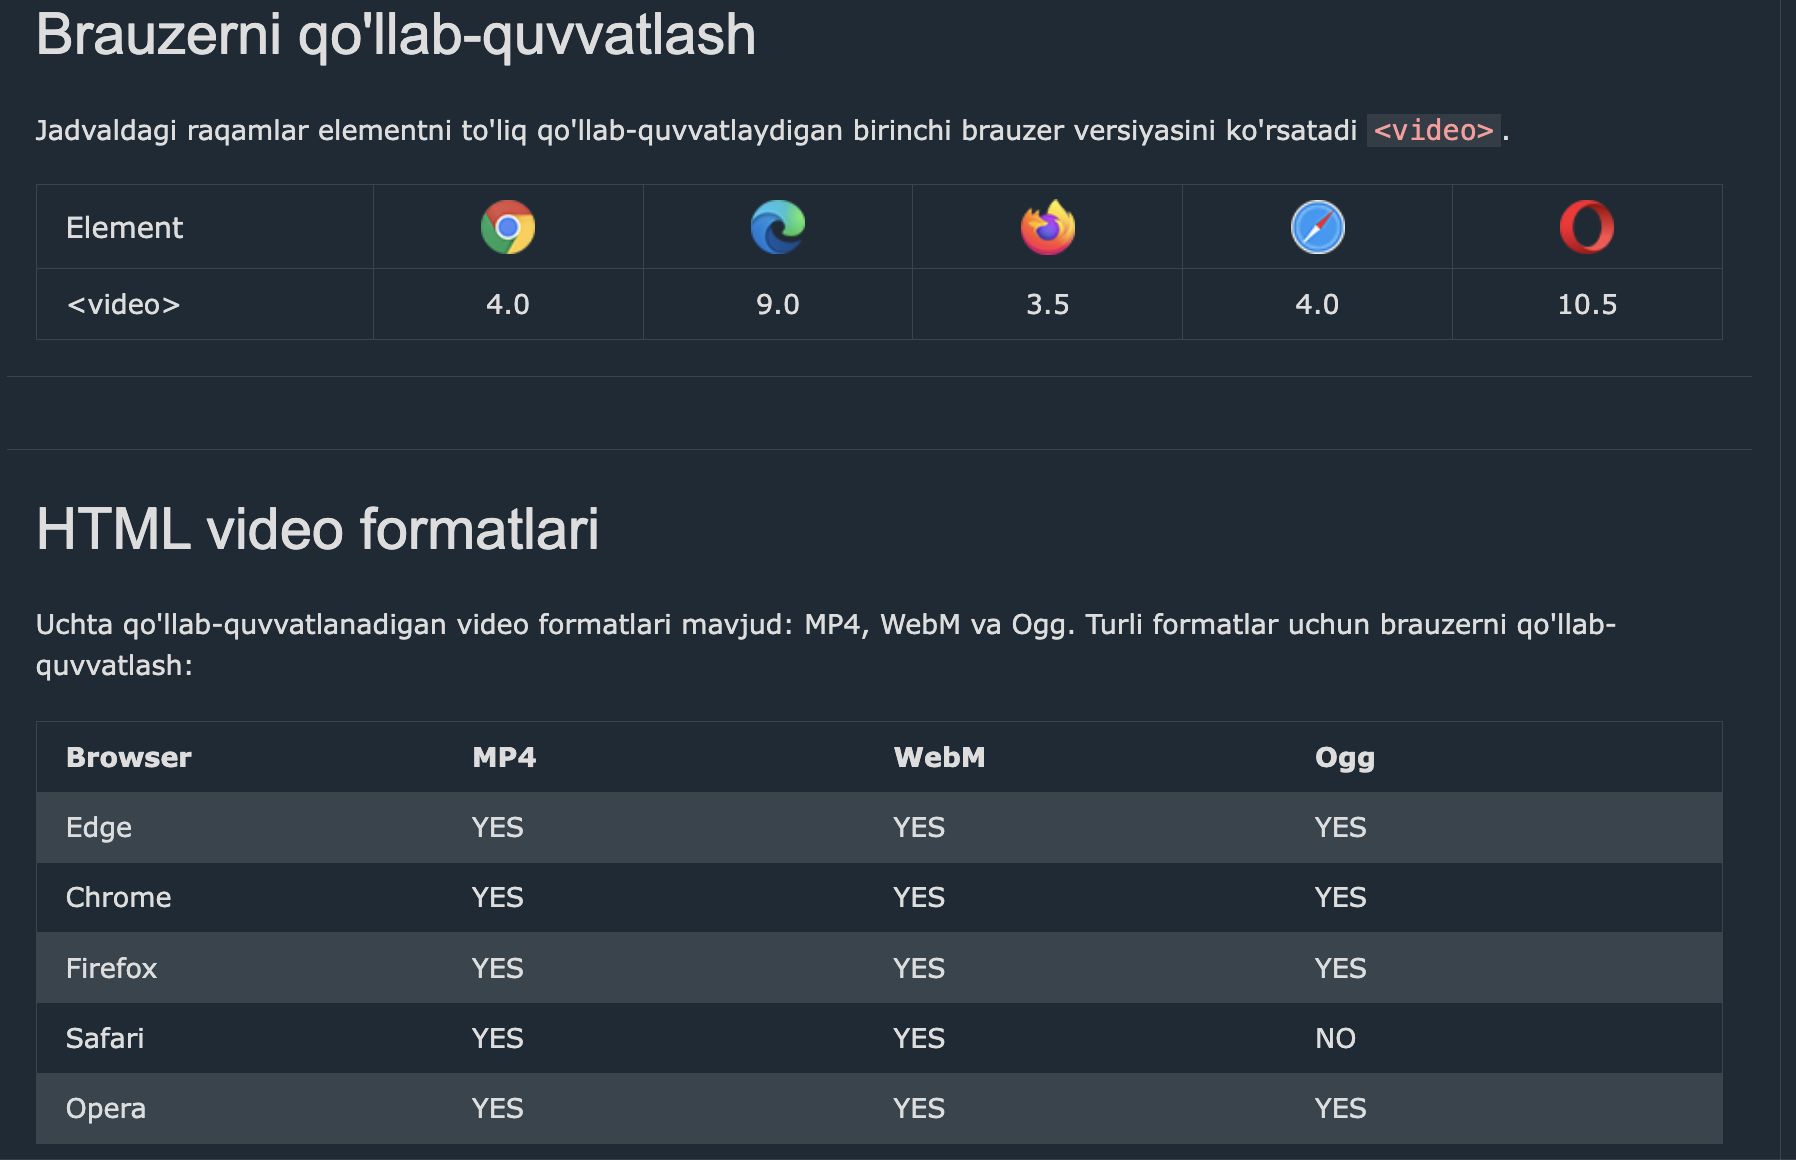 Brauzerni qo'llab-quvvatlash
Jadvaldagi raqamlar elementni to'liq qo'llab-quvvatlaydigan birinchi brauzer versiyasini ko'rsatadi <video>.
Element
<video> 4.0 9.0 3.5 4.0 10.5
HTML video formatlari
Uchta qo'llab-quvvatlanadigan video formatlari mavjud: MP4, WebM va Ogg. Turli formatlar uchun brauzerni qo'llab-
quvvatlash:
Browser MP4 WebM Ogg
Edge YES YES YES
Chrome YES YES YES
Firefox YES YES YES
Safari YES YES NO
Opera YES YES YES